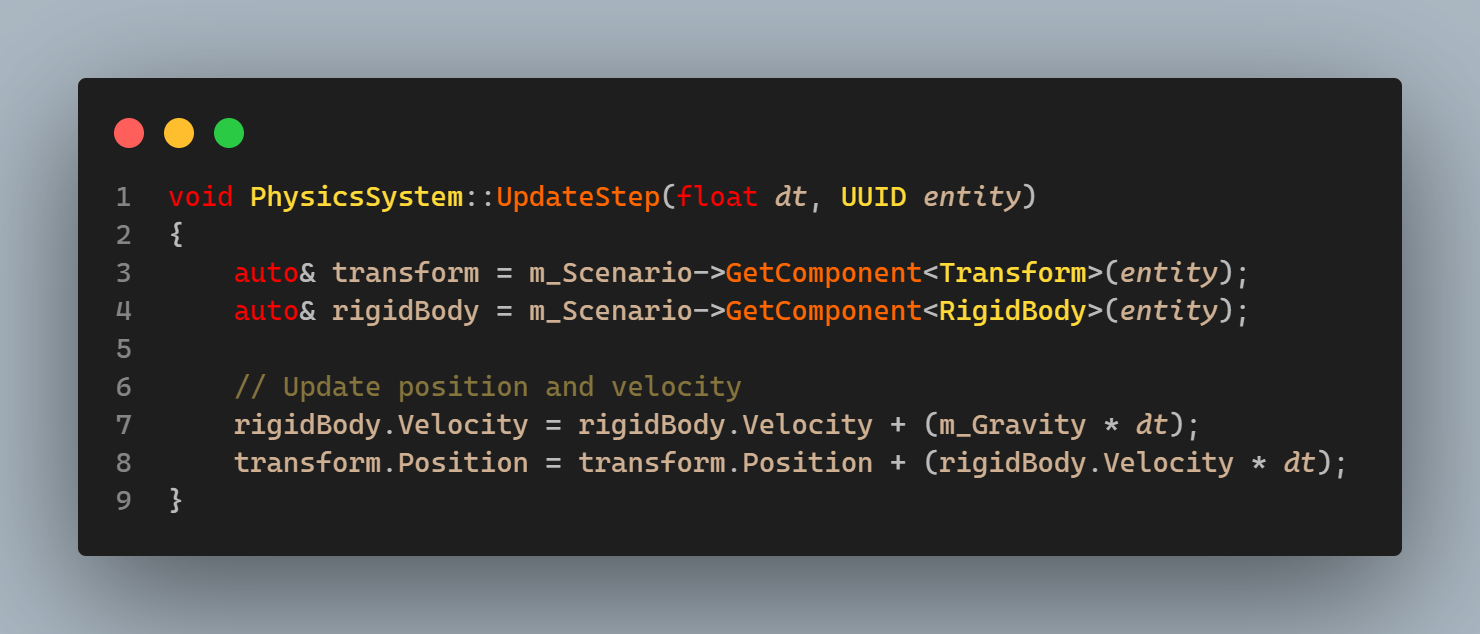 1 void PhysicsSystem::UpdateStep(float dt, UUID entity)
2 {
3     auto& transform = m_Scenario->GetComponent<Transform>(entity);
4     auto& rigidBody = m_Scenario->GetComponent<RigidBody>(entity);
5
6     // Update position and velocity
7     rigidBody.Velocity = rigidBody.Velocity + (m_Gravity * dt);
8     transform.Position = transform.Position + (rigidBody.Velocity * dt);
9 }